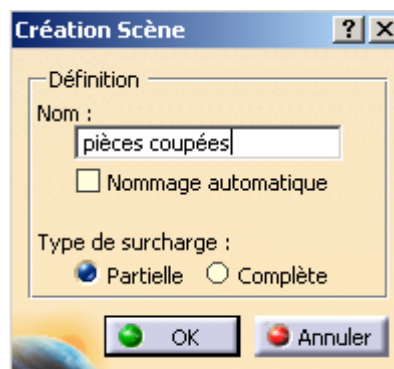 Création Scène ? ×
Définition
Nom :
pièces coupées
Nommage automatique
Type de surcharge :
Partielle Complète
OK Annuler